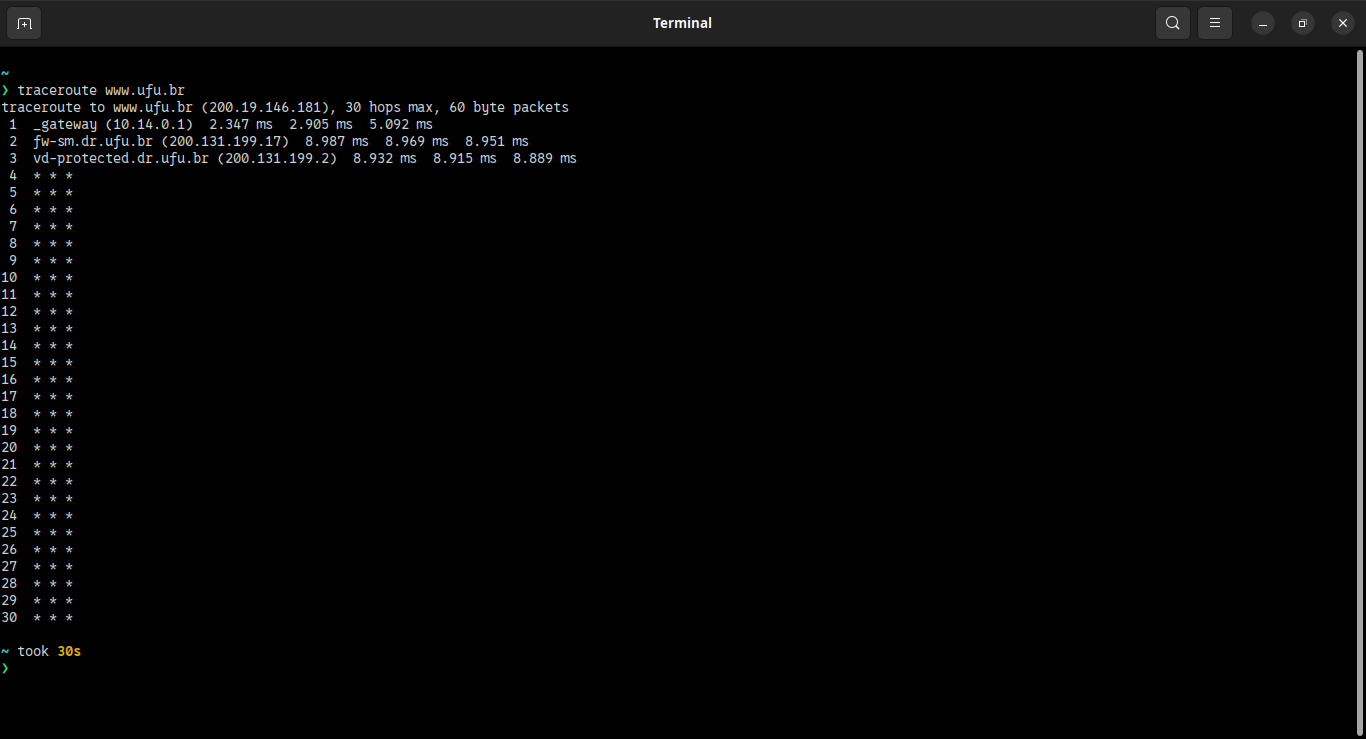 Terminal
~
❯ traceroute www.ufu.br
traceroute to www.ufu.br (200.19.146.181), 30 hops max, 60 byte packets
 1  _gateway (10.14.0.1)  2.347 ms  2.905 ms  5.092 ms
 2  fw-sm.dr.ufu.br (200.131.199.17)  8.987 ms  8.969 ms  8.951 ms
 3  vd-protected.dr.ufu.br (200.131.199.2)  8.932 ms  8.915 ms  8.889 ms
 4  * * *
 5  * * *
 6  * * *
 7  * * *
 8  * * *
 9  * * *
10  * * *
11  * * *
12  * * *
13  * * *
14  * * *
15  * * *
16  * * *
17  * * *
18  * * *
19  * * *
20  * * *
21  * * *
22  * * *
23  * * *
24  * * *
25  * * *
26  * * *
27  * * *
28  * * *
29  * * *
30  * * *
~ took 30s
❯